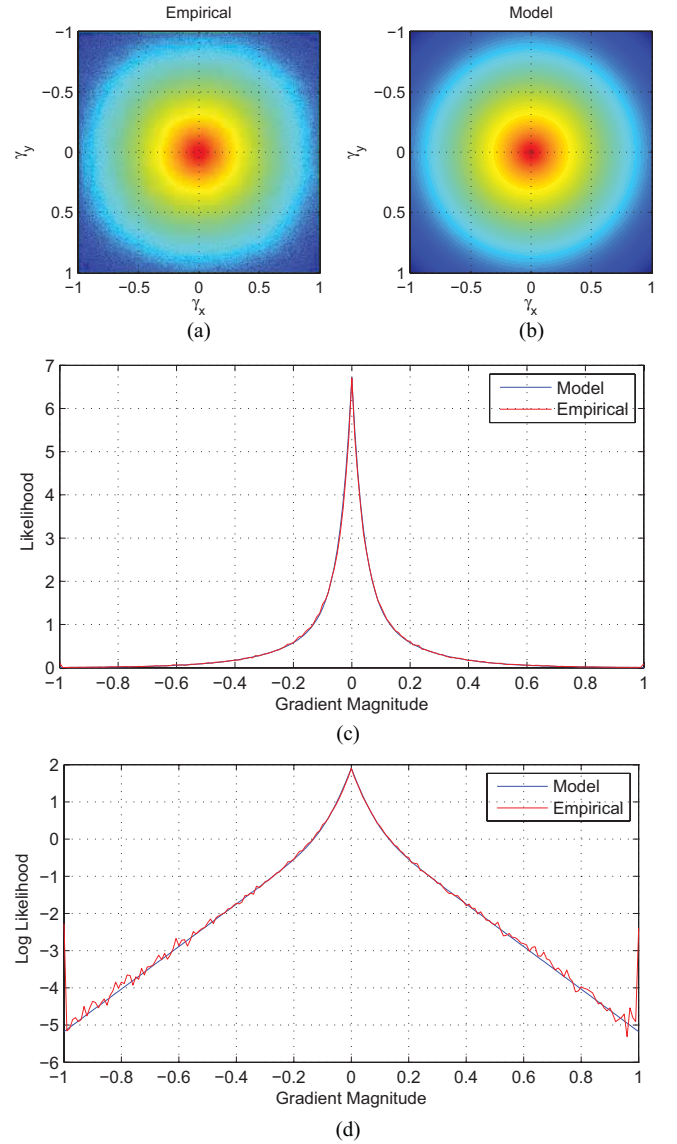 Empirical
Model
−1
−0.5
0
0.5
1
γy
−1 −0.5 0 0.5 1
γx
(a)
−1
−0.5
0
0.5
1
γy
−1 −0.5 0 0.5 1
γx
(b)
7
6
5
4
3
2
1
0
Likelihood
Model
Empirical
−1 −0.8 −0.6 −0.4 −0.2 0 0.2 0.4 0.6 0.8 1
Gradient Magnitude
(c)
2
1
0
−1
−2
−3
−4
−5
−6
Log Likelihood
Model
Empirical
−1 −0.8 −0.6 −0.4 −0.2 0 0.2 0.4 0.6 0.8 1
Gradient Magnitude
(d)